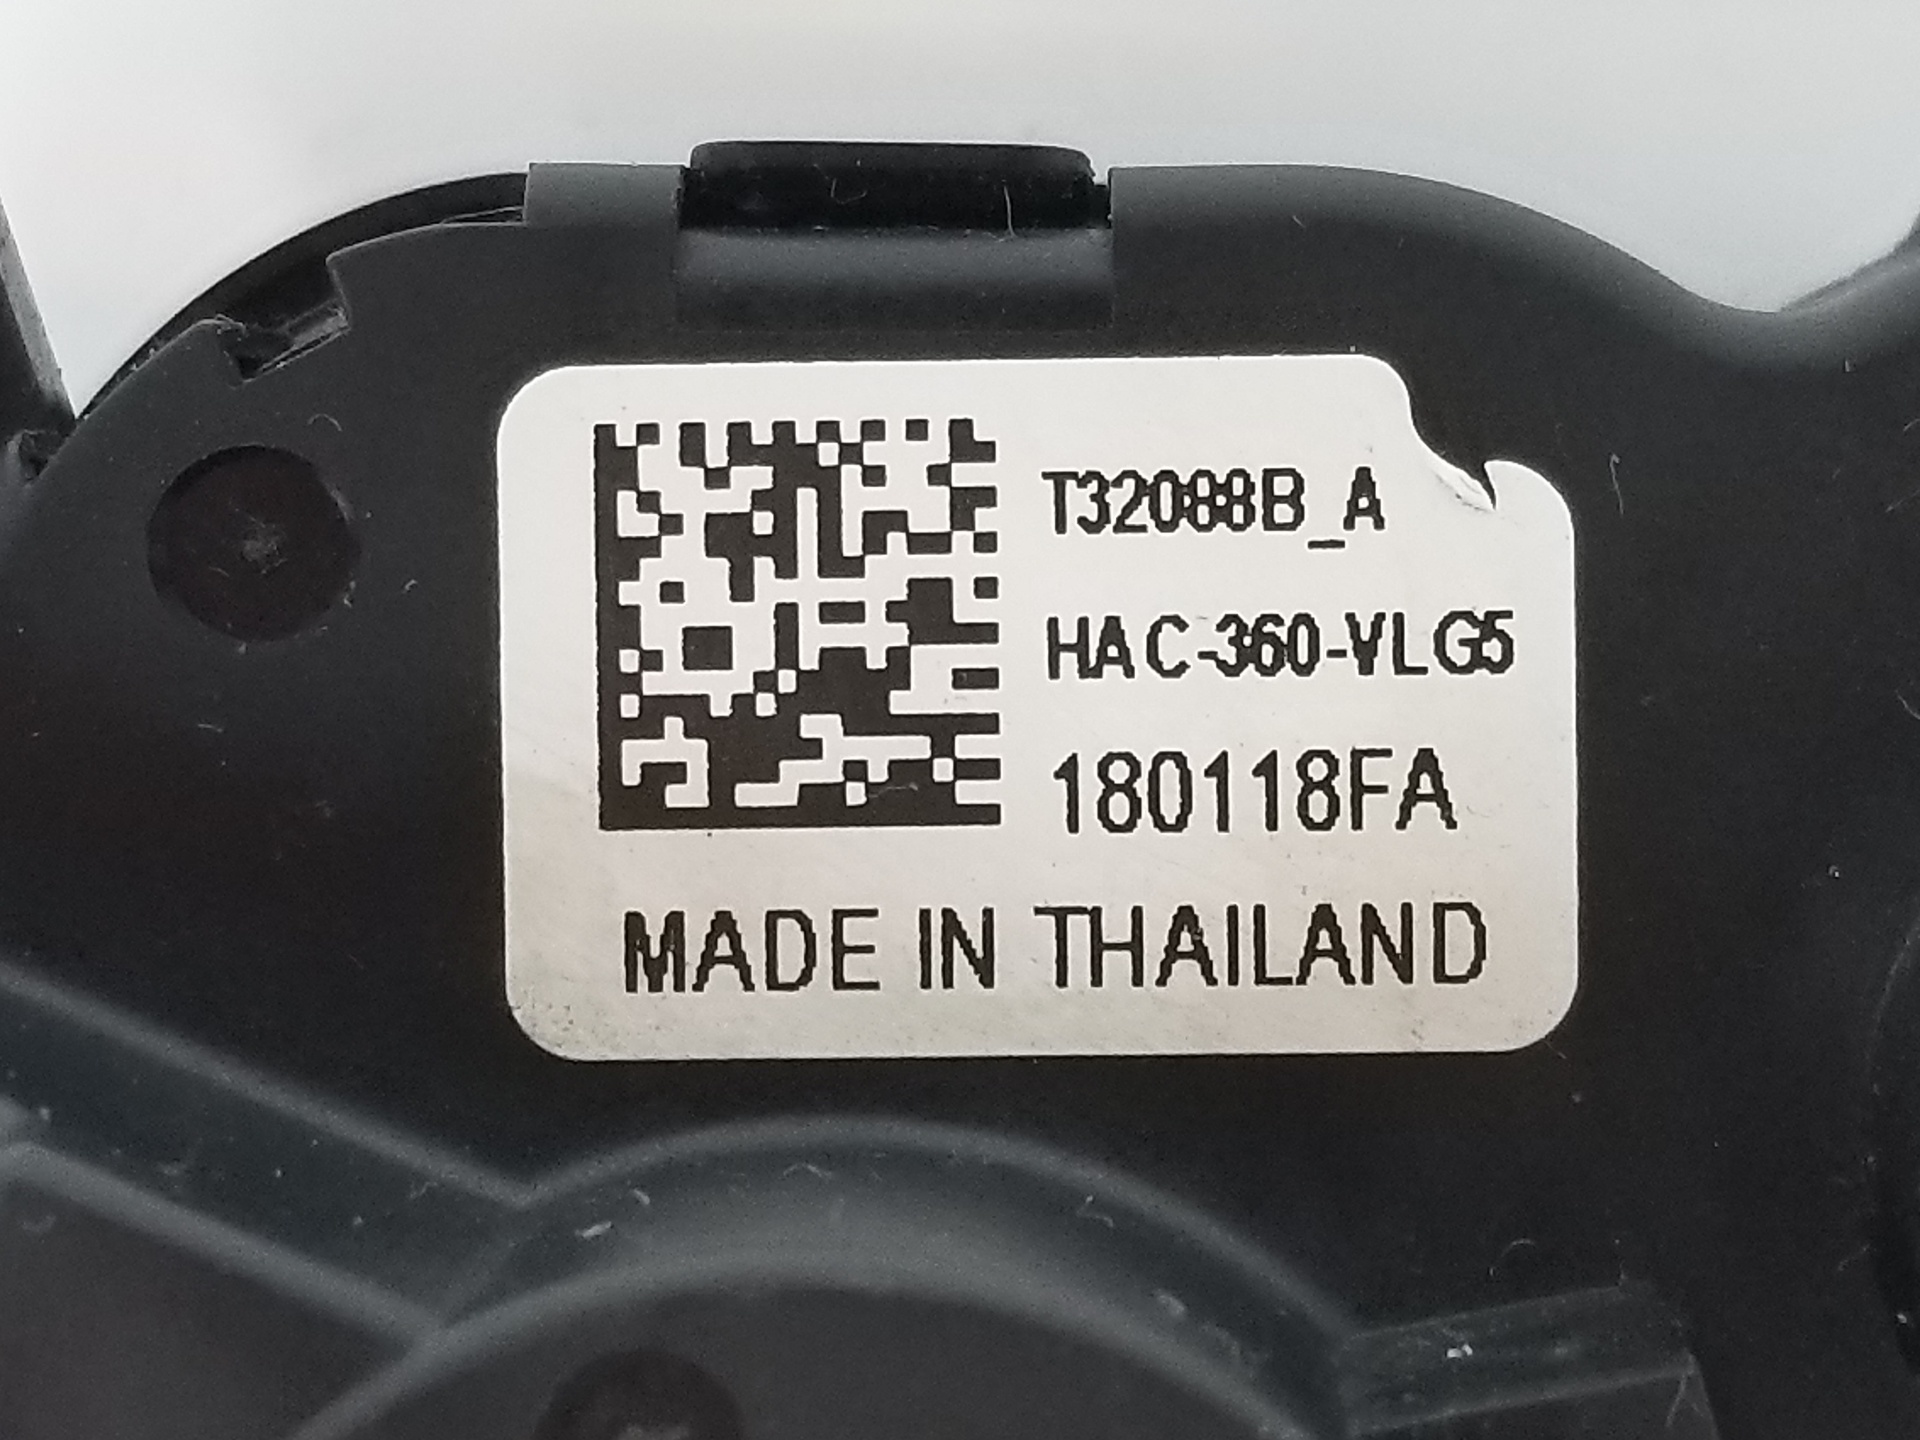 T32088B_A
HAC-360-VLG5
180118FA
MADE IN THAILAND